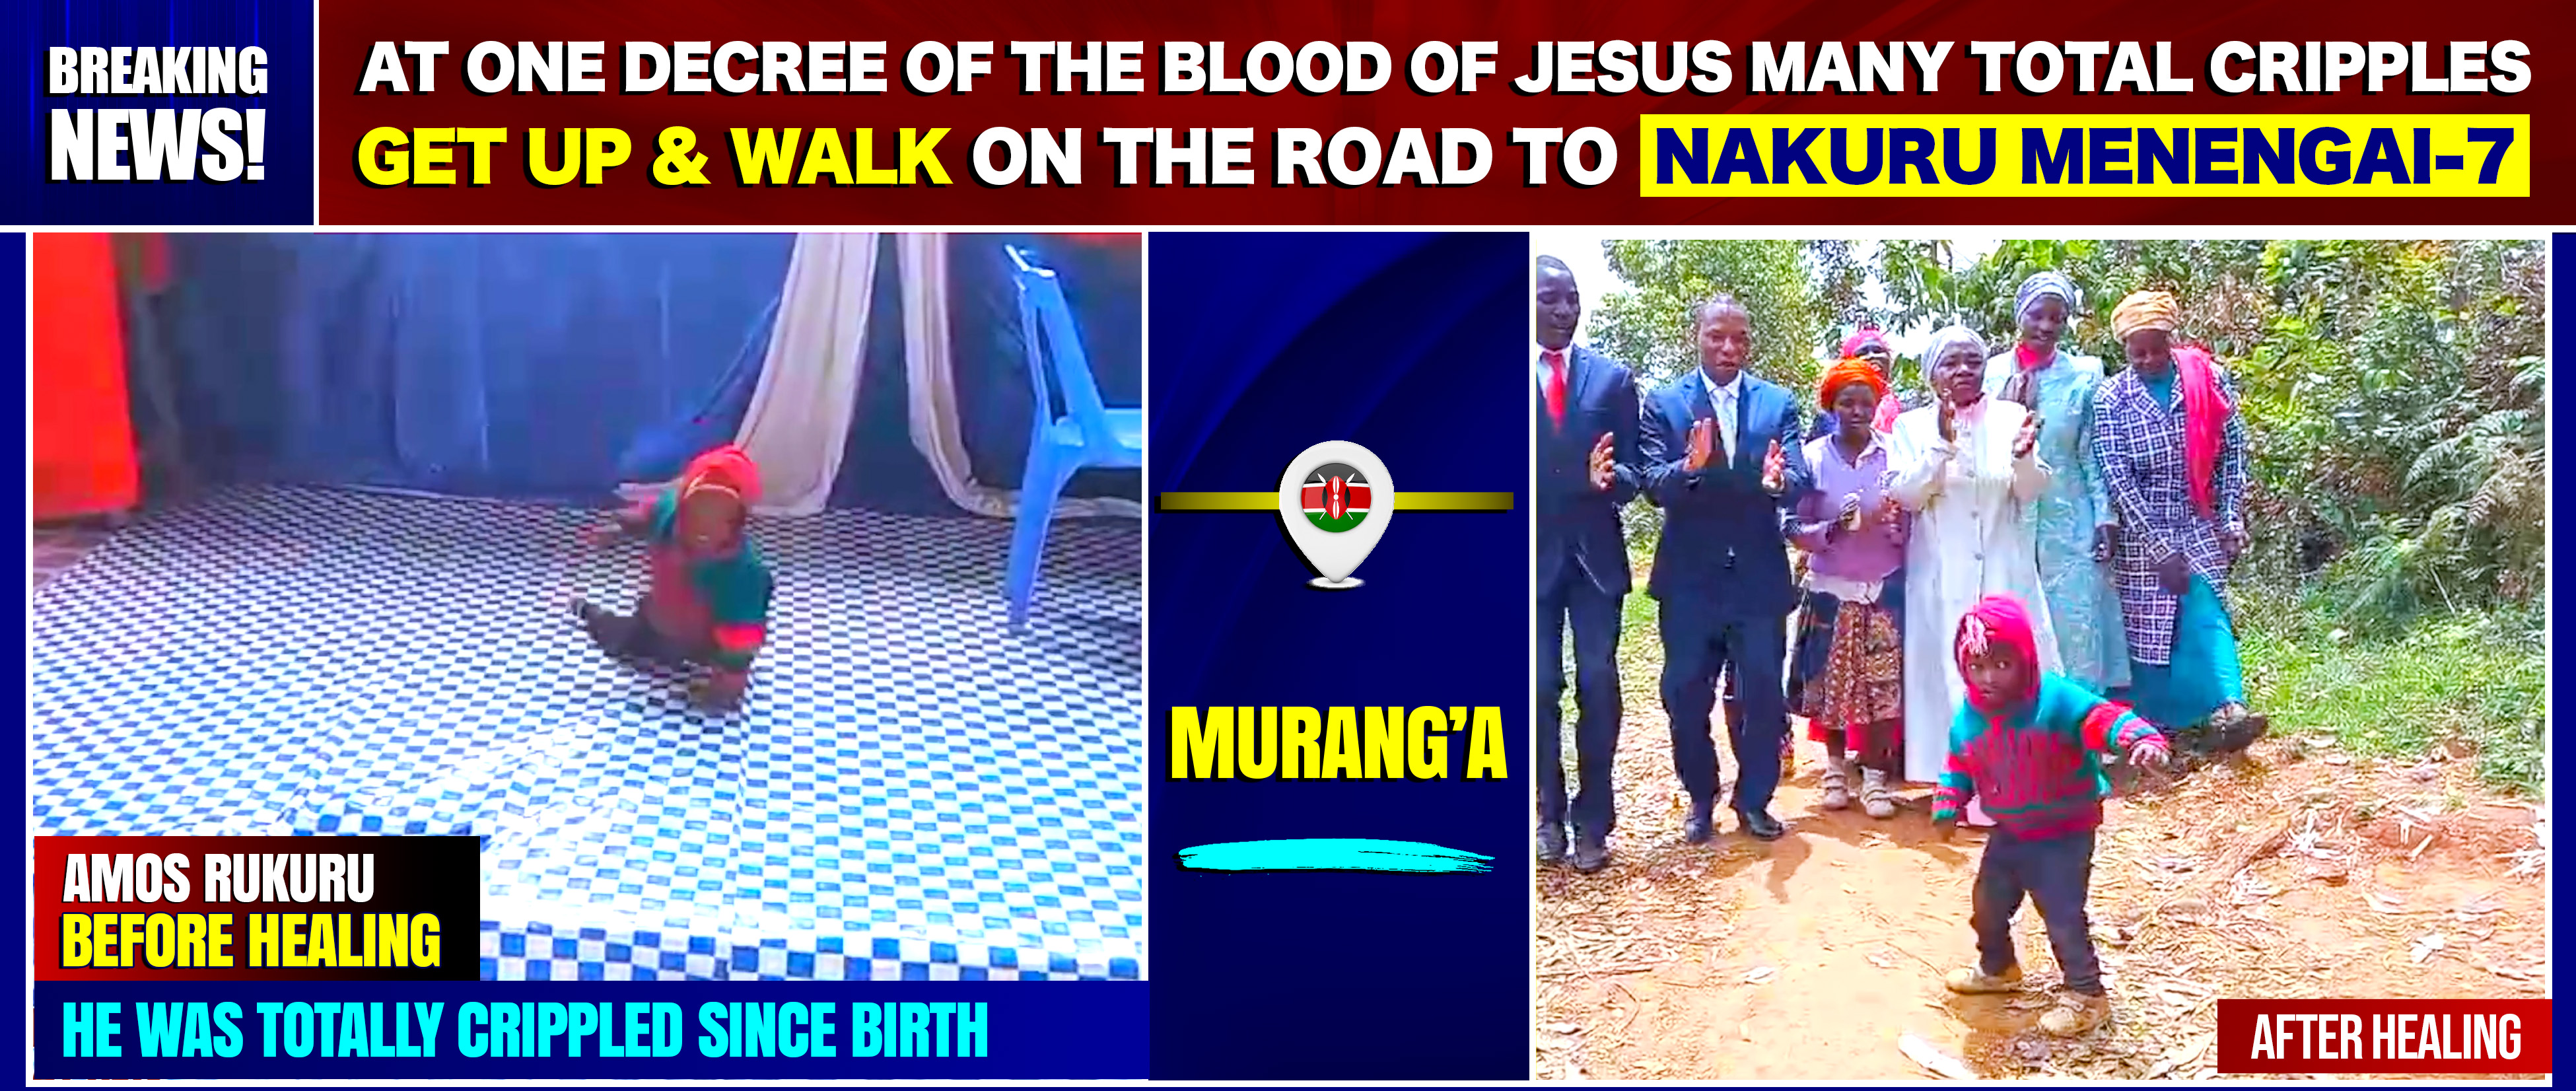 BREAKING
NEWS!
AT ONE DECREE OF THE BLOOD OF JESUS MANY TOTAL CRIPPLES
GET UP & WALK ON THE ROAD TO NAKURU MENENGAI-7
AMOS RUKURU
BEFORE HEALING
HE WAS TOTALLY CRIPPLED SINCE BIRTH
MURANG'A
AFTER HEALING